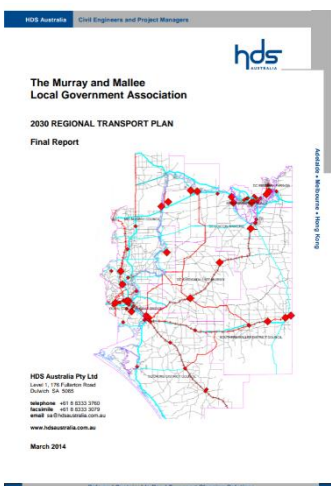 HDS Australia Civil Engineers and Project Managers
hds
AUSTRALIA
The Murray and Mallee
Local Government Association
2030 REGIONAL TRANSPORT PLAN
Final Report
Adelaide • Melbourne • Hong Kong
HDS Australia Pty Ltd
Level 1, 176 Fullarton Road
Dulwich SA 5065
telephone +61 8 8333 3760
facsimile +61 8 8333 3079
email sa@hdsaustralia.com.au
www.hdsaustralia.com.au
March 2014